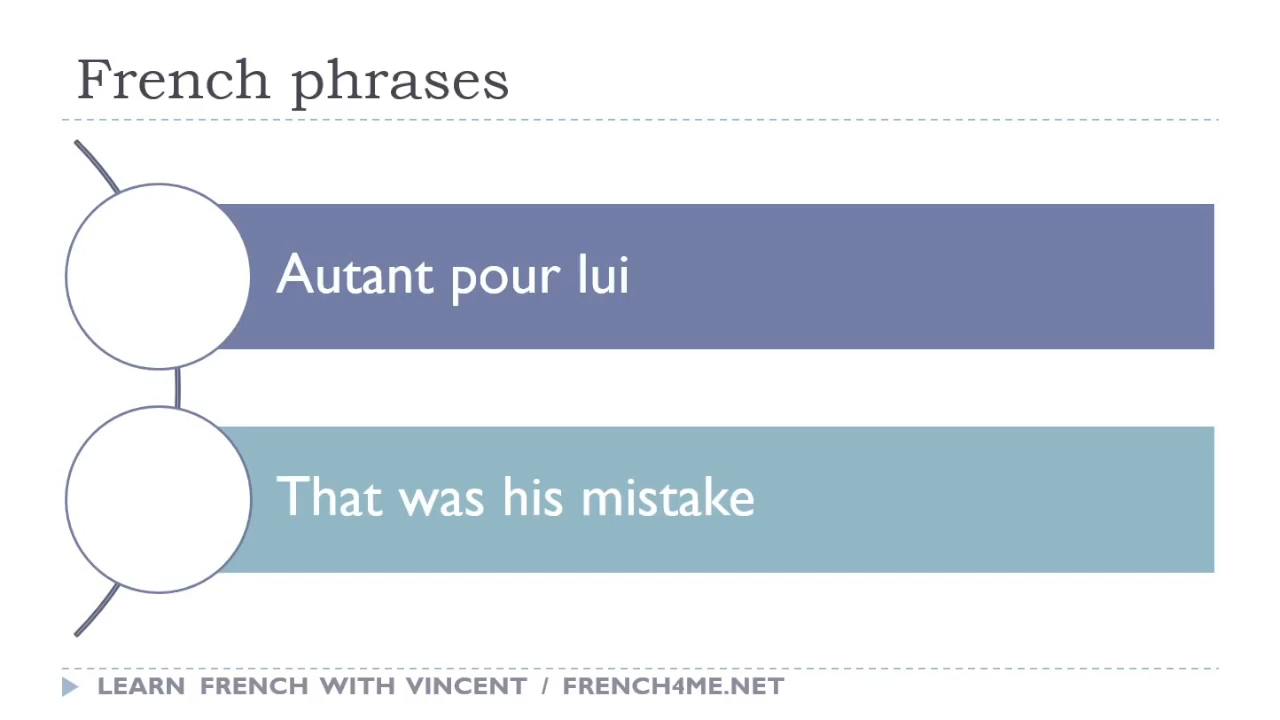 French phrases
Autant pour lui
That was his mistake
LEARN FRENCH WITH VINCENT / FRENCH4ME.NET